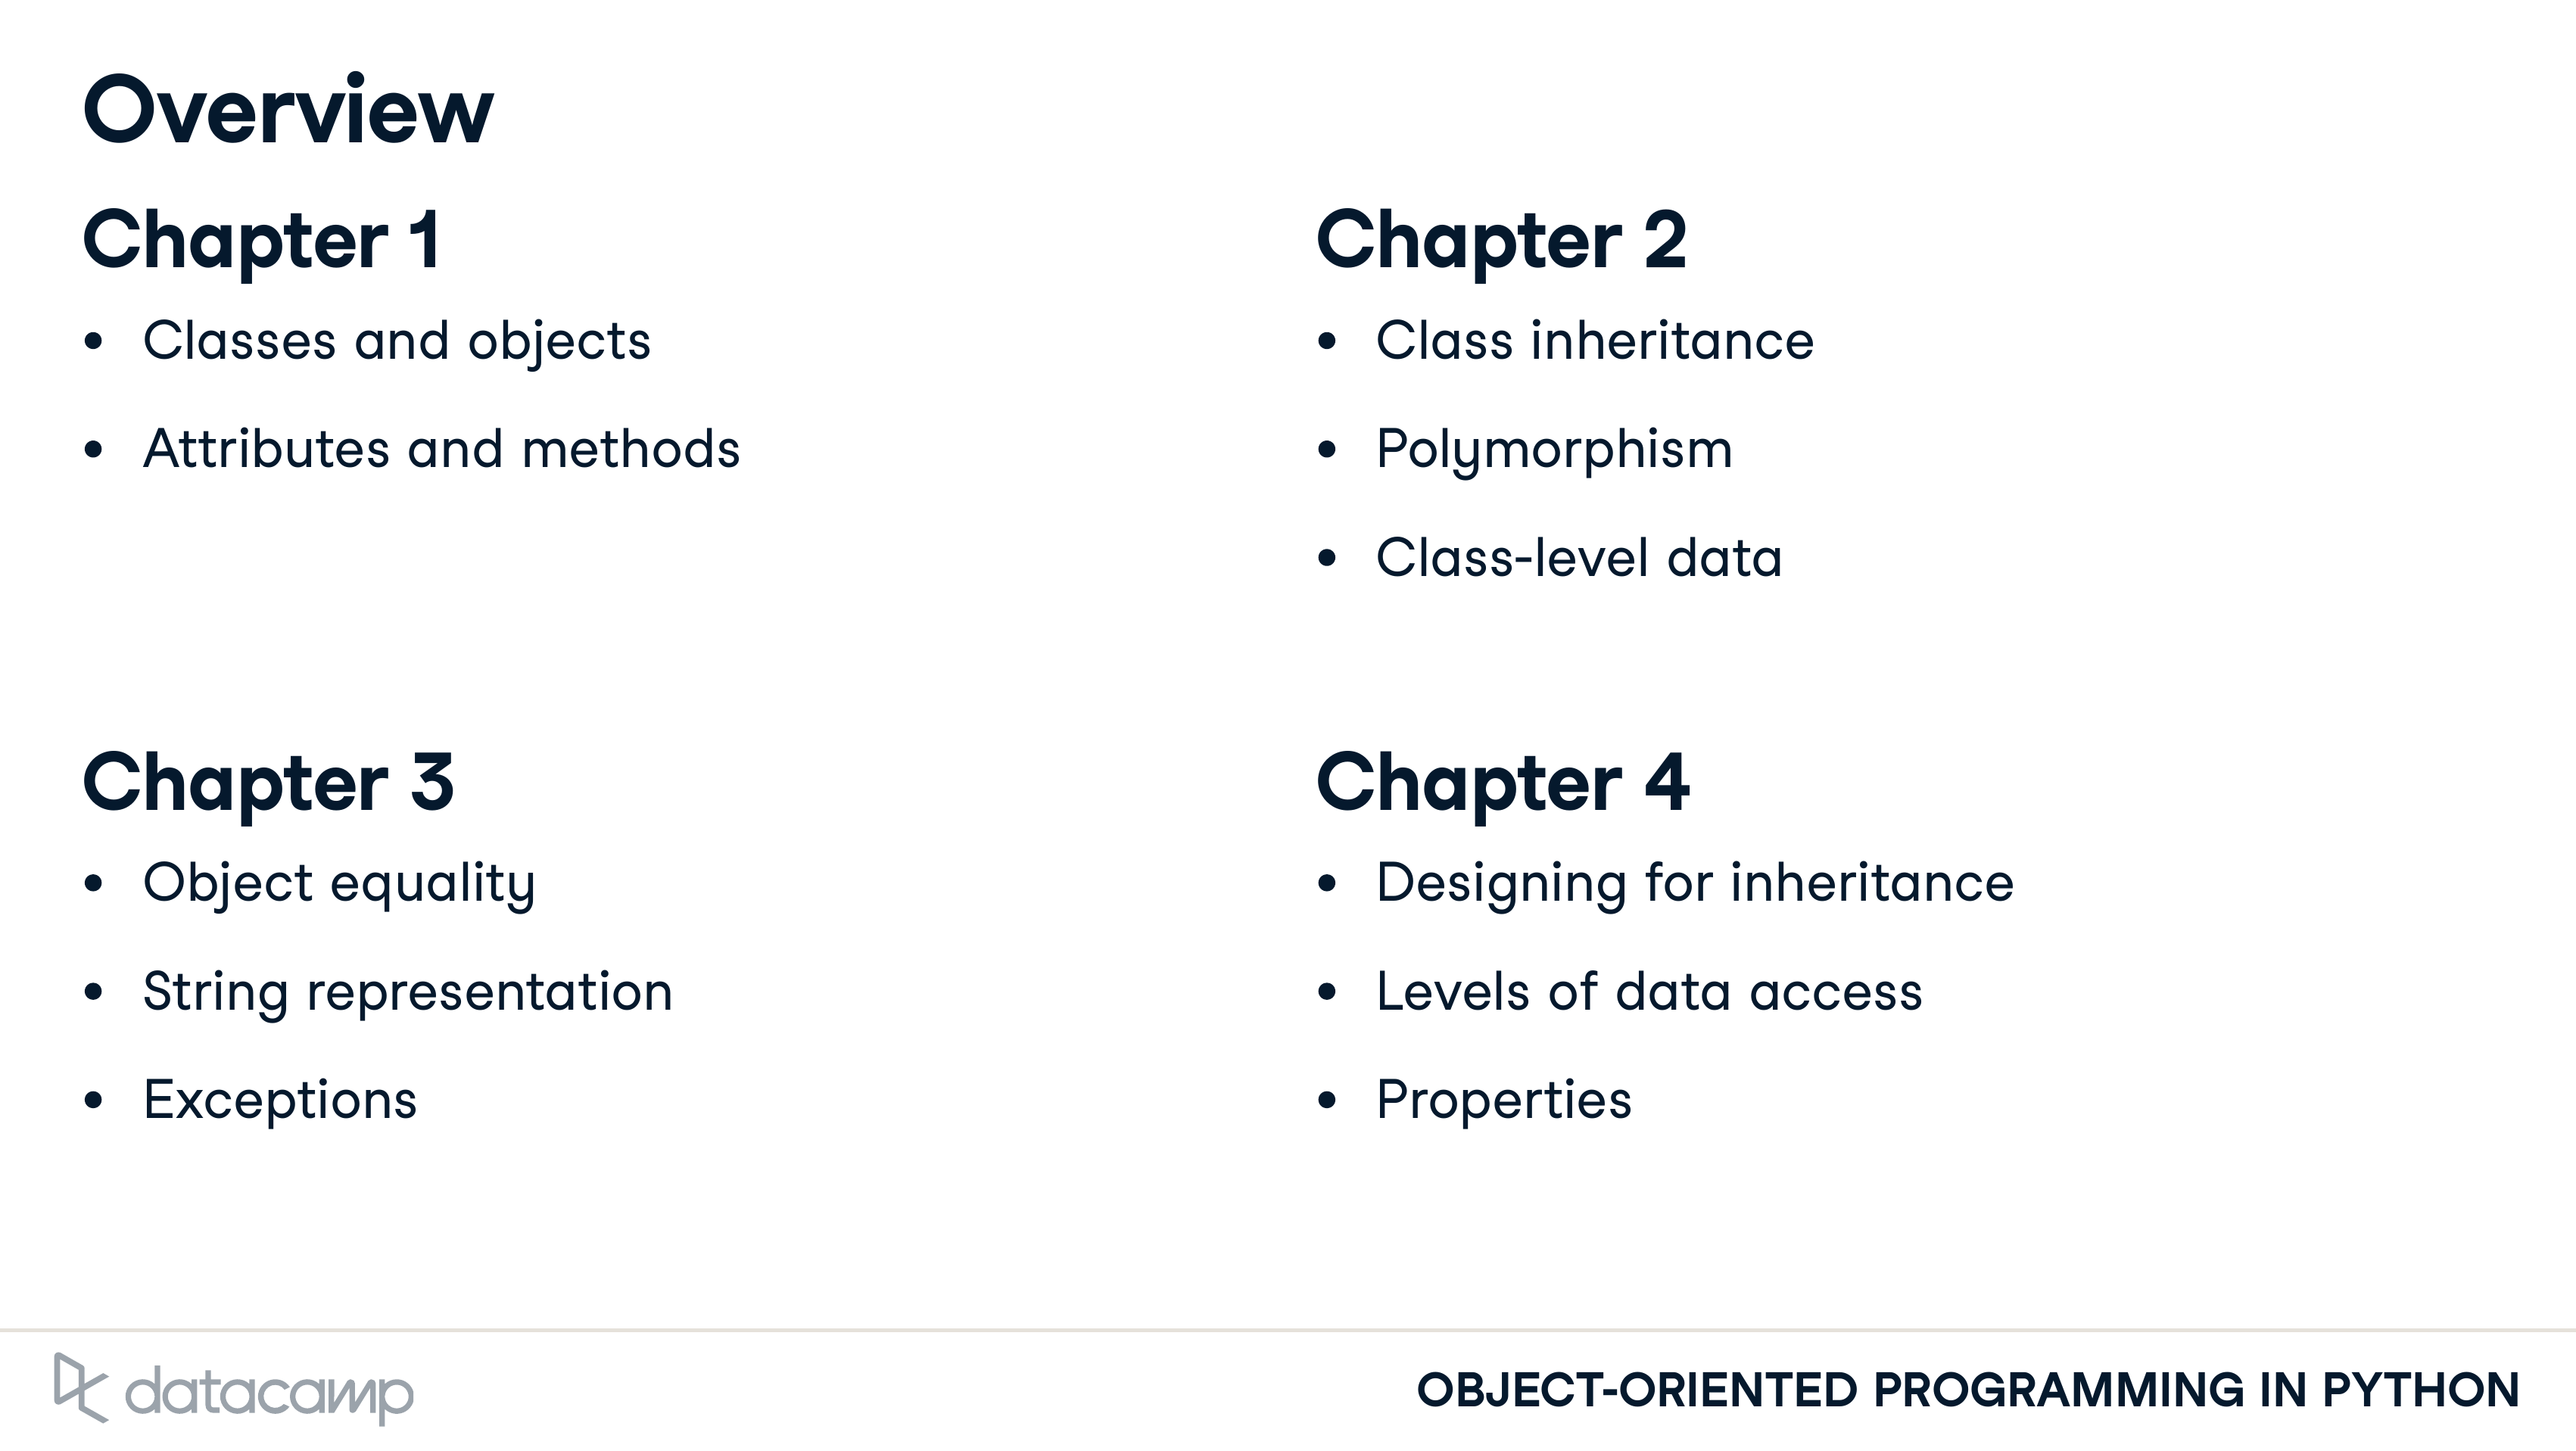 Overview
Chapter 1
• Classes and objects
• Attributes and methods
Chapter 2
• Class inheritance
• Polymorphism
• Class-level data
Chapter 3
• Object equality
• String representation
• Exceptions
Chapter 4
• Designing for inheritance
• Levels of data access
• Properties
datacamp
OBJECT-ORIENTED PROGRAMMING IN PYTHON